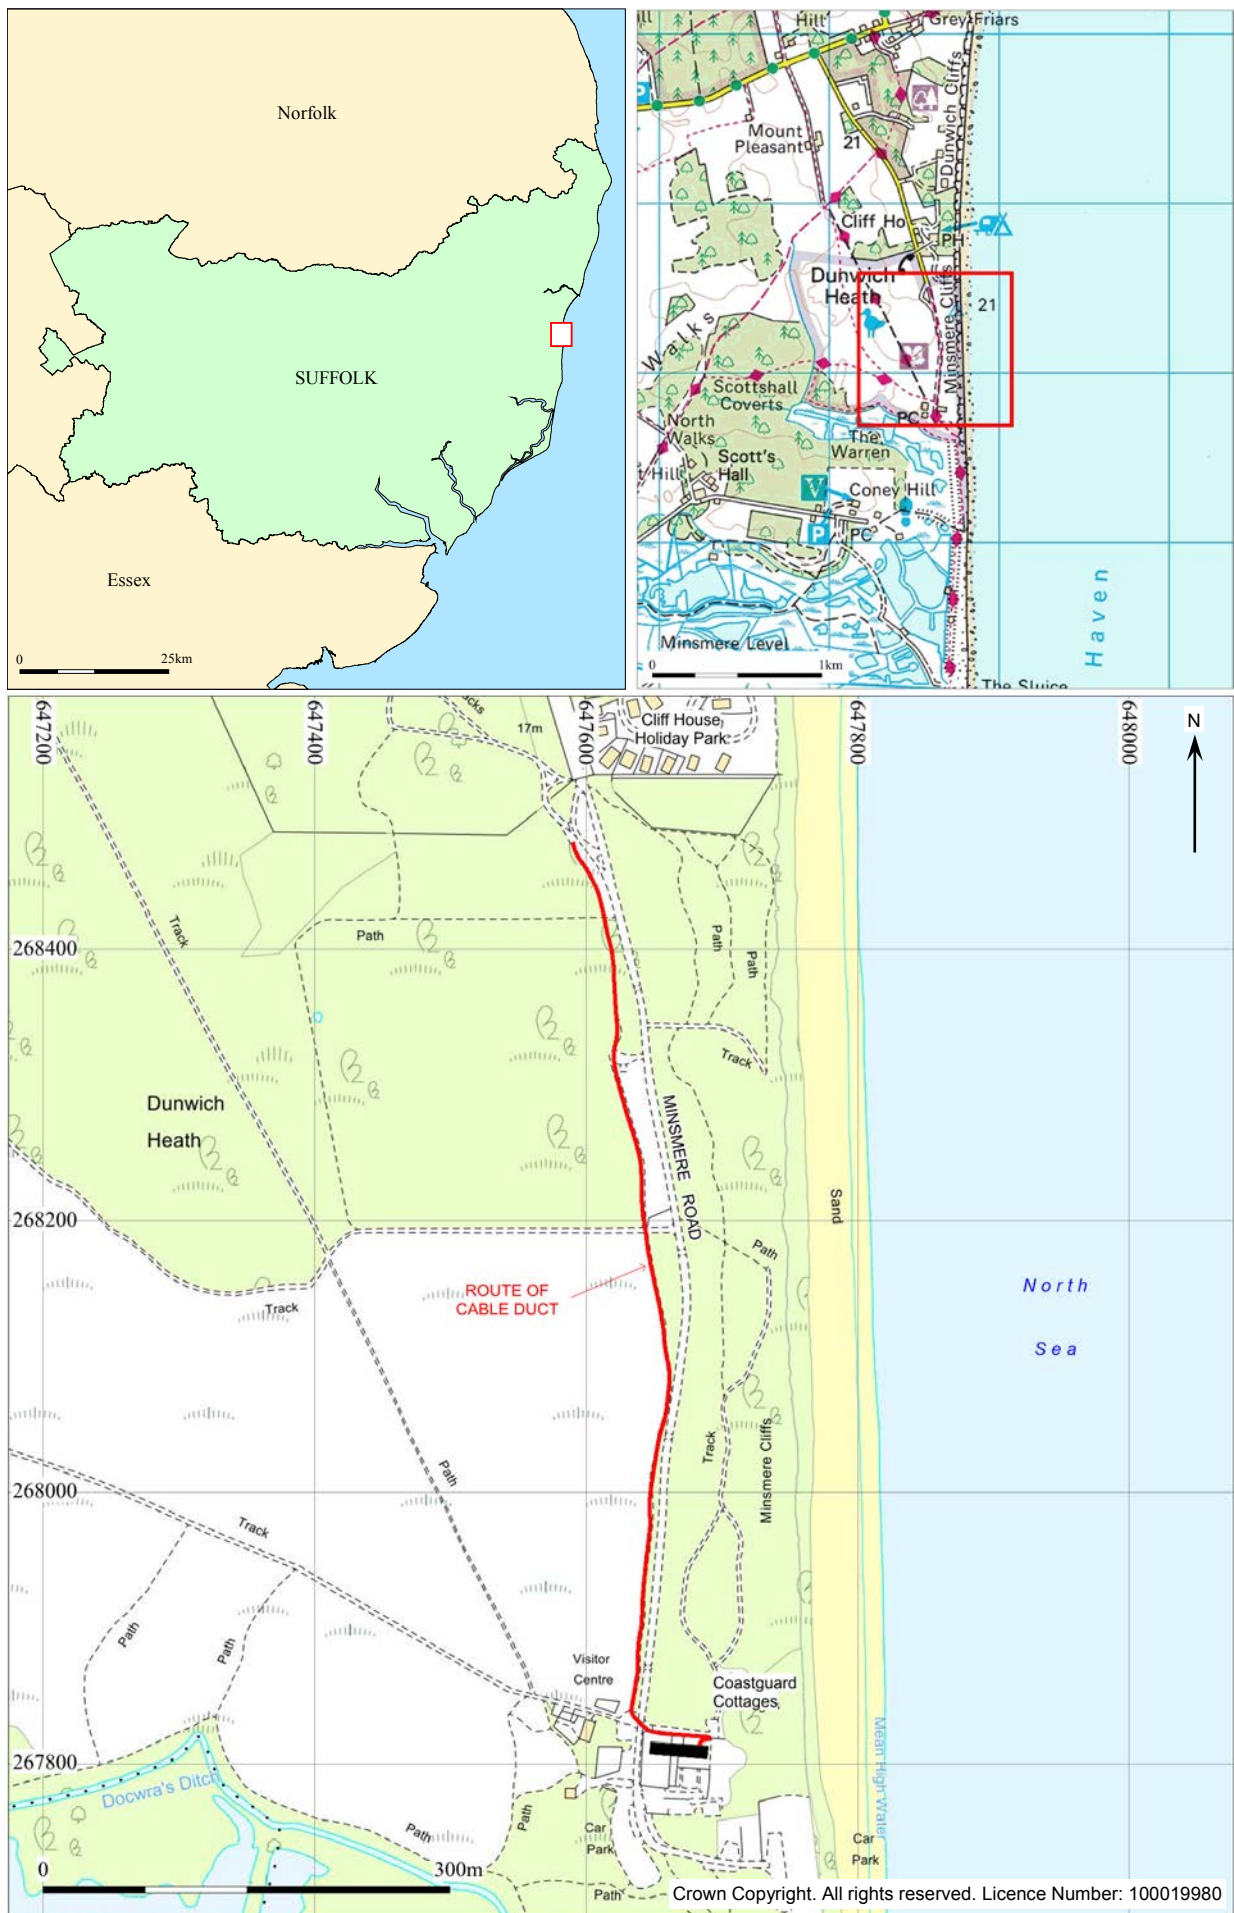 Norfolk
SUFFOLK
Essex
0
25km
Hill
Grey Friars
Mount
Pleasant
21
Dunwich Cliffs
Cliff Ho
PH
Dunwich
Heath
21
Minsmere Cliffs
Walks
Scottshall
Coverts
North
Walks
PC
The
Warren
t Hill
Scott's
Hall
V
Coney Hill
P
PC
Haven
Minsmere Level
0
1km
The Sluice
647200
647400
647600
647800
648000
N
17m
Cliff House
Holiday Park
Track
Path
Path
Path
268400
Track
Dunwich
Heath
MINSMERE ROAD
Sand
268200
Path
ROUTE OF
CABLE DUCT
Track
North
Sea
Path
Track
Minsmere Cliffs
268000
Track
Path
Path
Visitor
Centre
Coastguard
Cottages
267800
Docwra's Ditch
Mean High Water
Path
Path
Car
Park
Car
Park
0
300m
Path
Crown Copyright. All rights reserved. Licence Number: 100019980